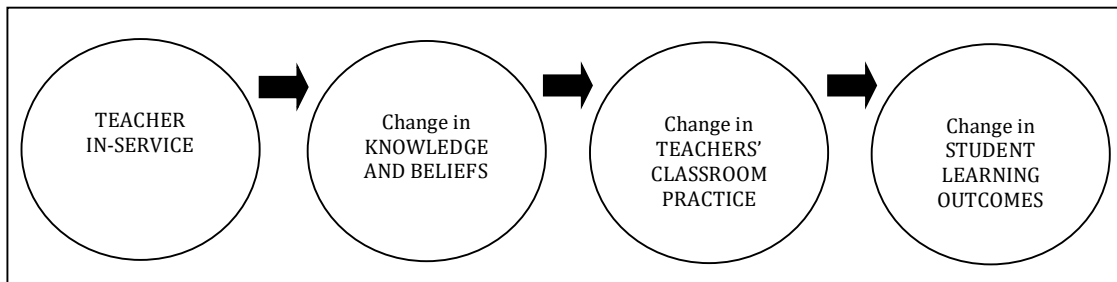 TEACHER
IN-SERVICE
Change in
KNOWLEDGE
AND BELIEFS
Change in
TEACHERS’
CLASSROOM
PRACTICE
Change in
STUDENT
LEARNING
OUTCOMES